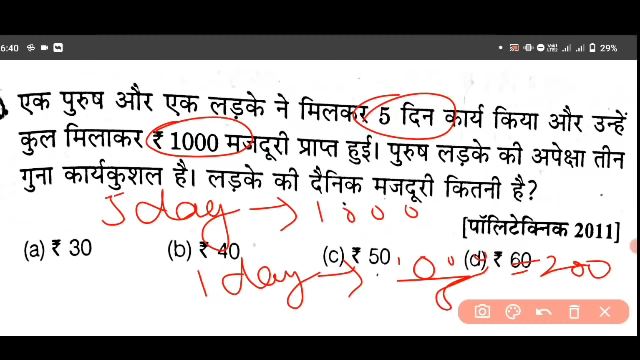 6:40 29%
एक पुरुष और एक लड़के ने मिलकर 5 दिन कार्य किया और उन्हें
कुल मिलाकर ₹ 1000 मजदूरी प्राप्त हुई। पुरुष लड़के की अपेक्षा तीन
गुना कार्यकुशल है। लड़के की दैनिक मजदूरी कितनी है?
5 day → 1000
[पॉलिटेक्निक 2011]
(a) ₹ 30 (b) ₹ 40 (c) ₹ 50 (d) ₹ 60
1 day → = 200